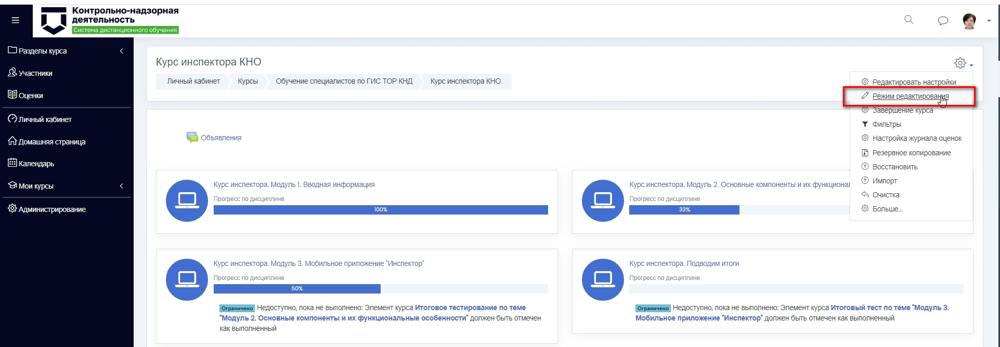 Контрольно-надзорная
деятельность
Система дистанционного обучения
Разделы курса
Участники
Оценки
Личный кабинет
Домашняя страница
Календарь
Мои курсы
Администрирование
Курс инспектора КНО
Личный кабинет
Курсы
Обучение специалистов по ГИС ТОР КНД
Курс инспектора КНО
Редактировать настройки
Режим редактирования
Завершение курса
Фильтры
Настройка журнала оценок
Резервное копирование
Восстановить
Импорт
Очистка
Больше...
Объявления
Курс инспектора. Модуль 1. Вводная информация
Прогресс по дисциплине
100%
Курс инспектора. Модуль 2. Основные компоненты и их функционал
Прогресс по дисциплине
33%
Курс инспектора. Модуль 3. Мобильное приложение "Инспектор"
Прогресс по дисциплине
50%
Ограничено Недоступно, пока не выполнено: Элемент курса Итоговое тестирование по теме
"Модуль 2. Основные компоненты и их функциональные особенности" должен быть отмечен
как выполненный
Курс инспектора. Подводим итоги
Прогресс по дисциплине
Ограничено Недоступно, пока не выполнено: Элемент курса Итоговый тест по теме "Модуль 3.
Мобильное приложение "Инспектор" должен быть отмечен как выполненный